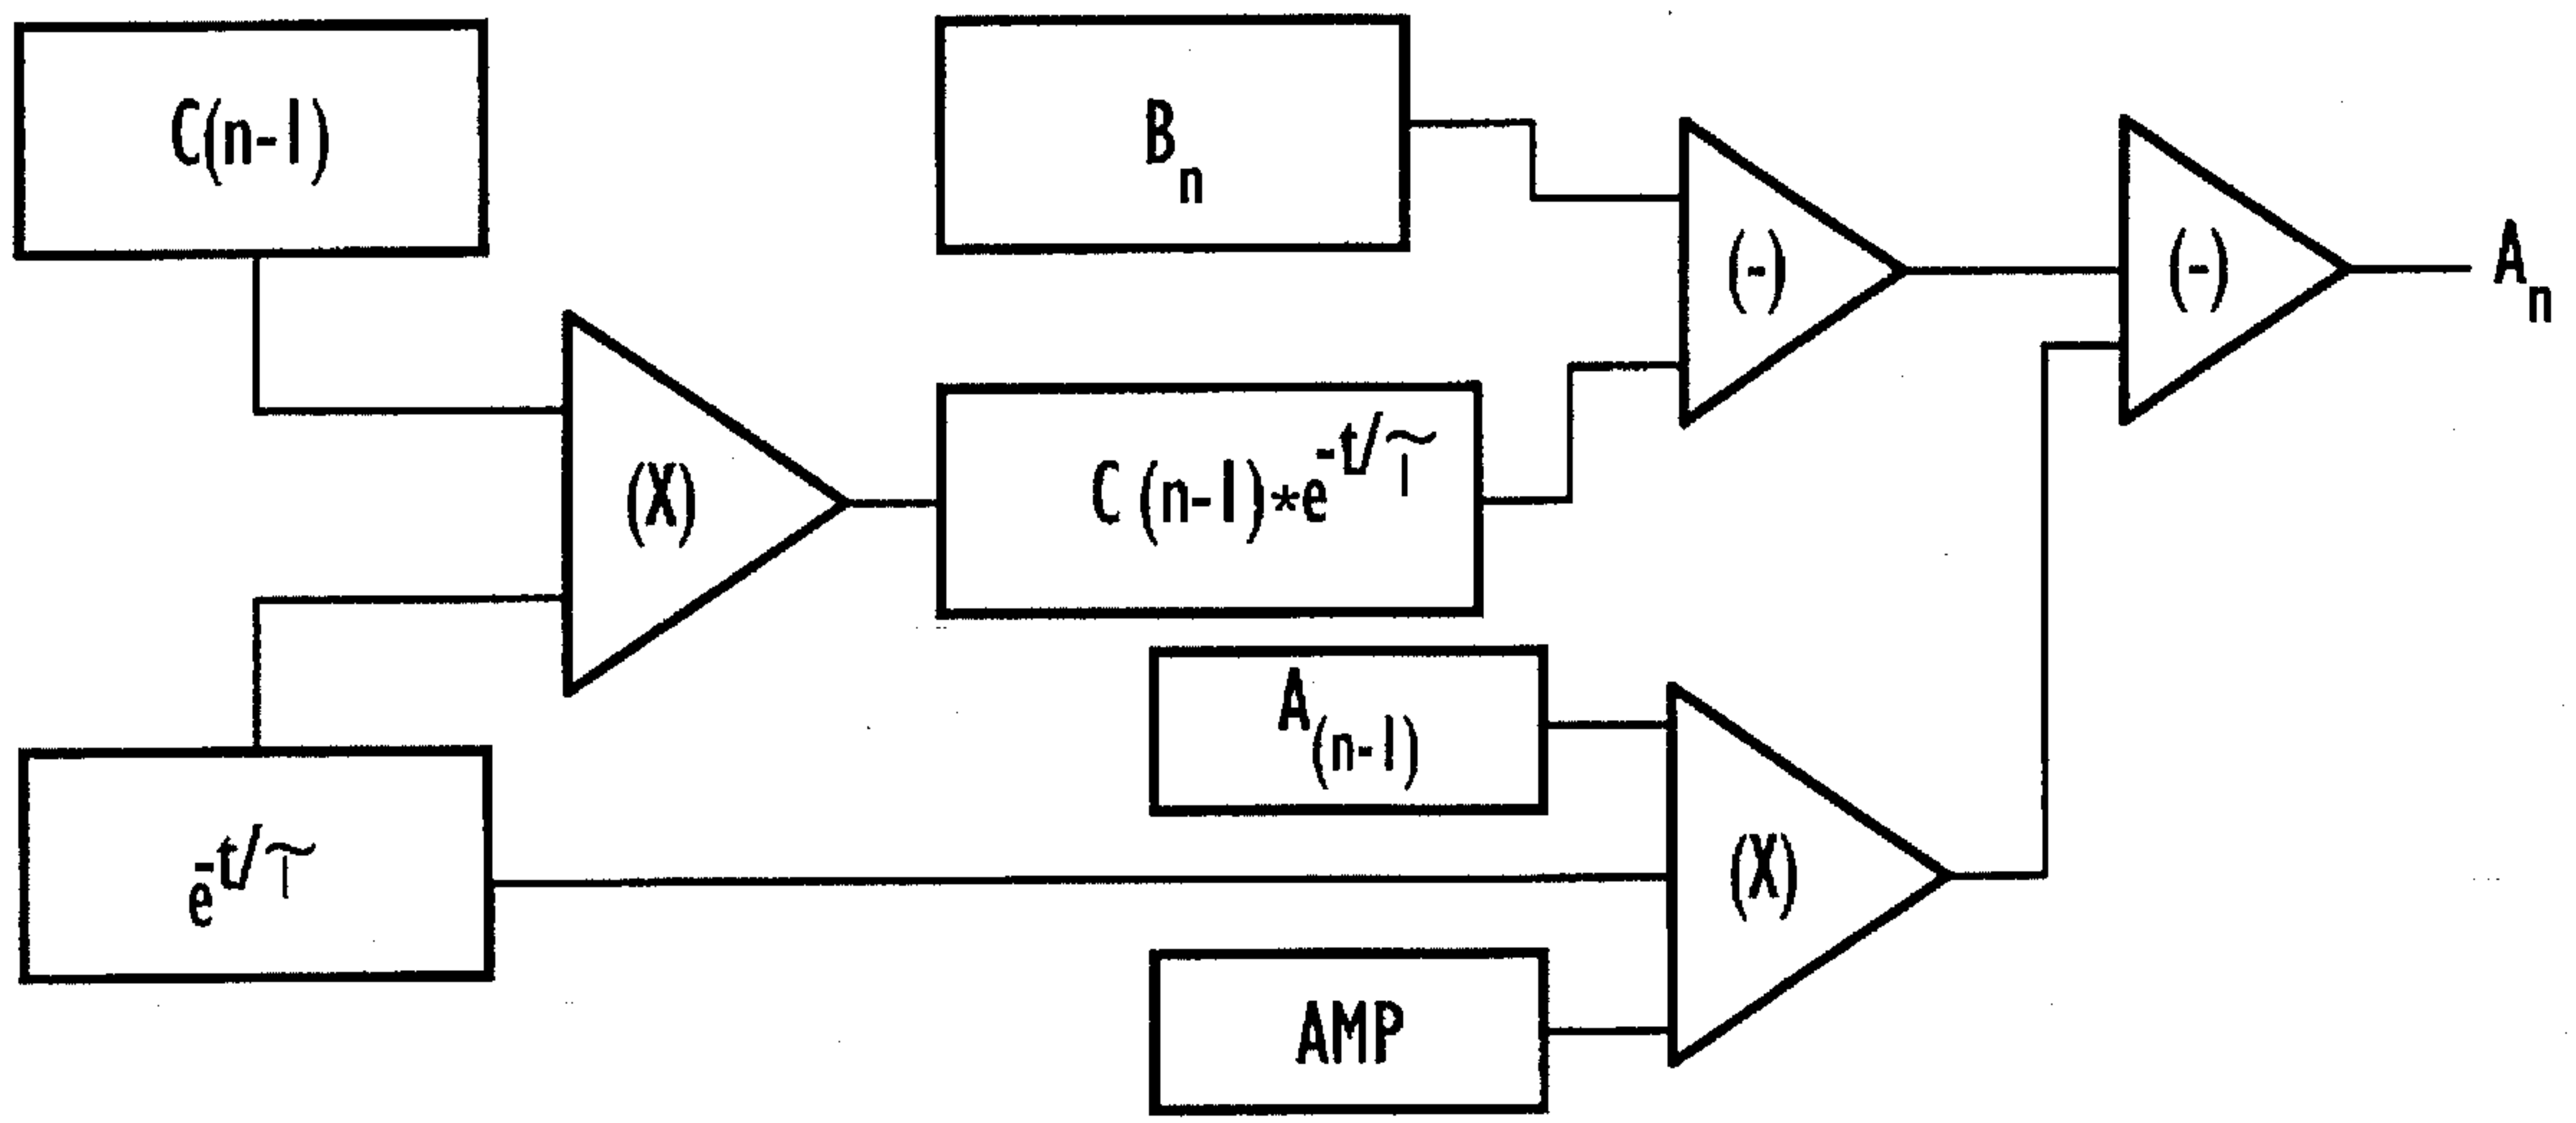 C(n-1)
B
n
(-)
(-)
A
n
(X)
C (n-1)*e -t/τ
A
(n-1)
e -t/τ
(X)
AMP